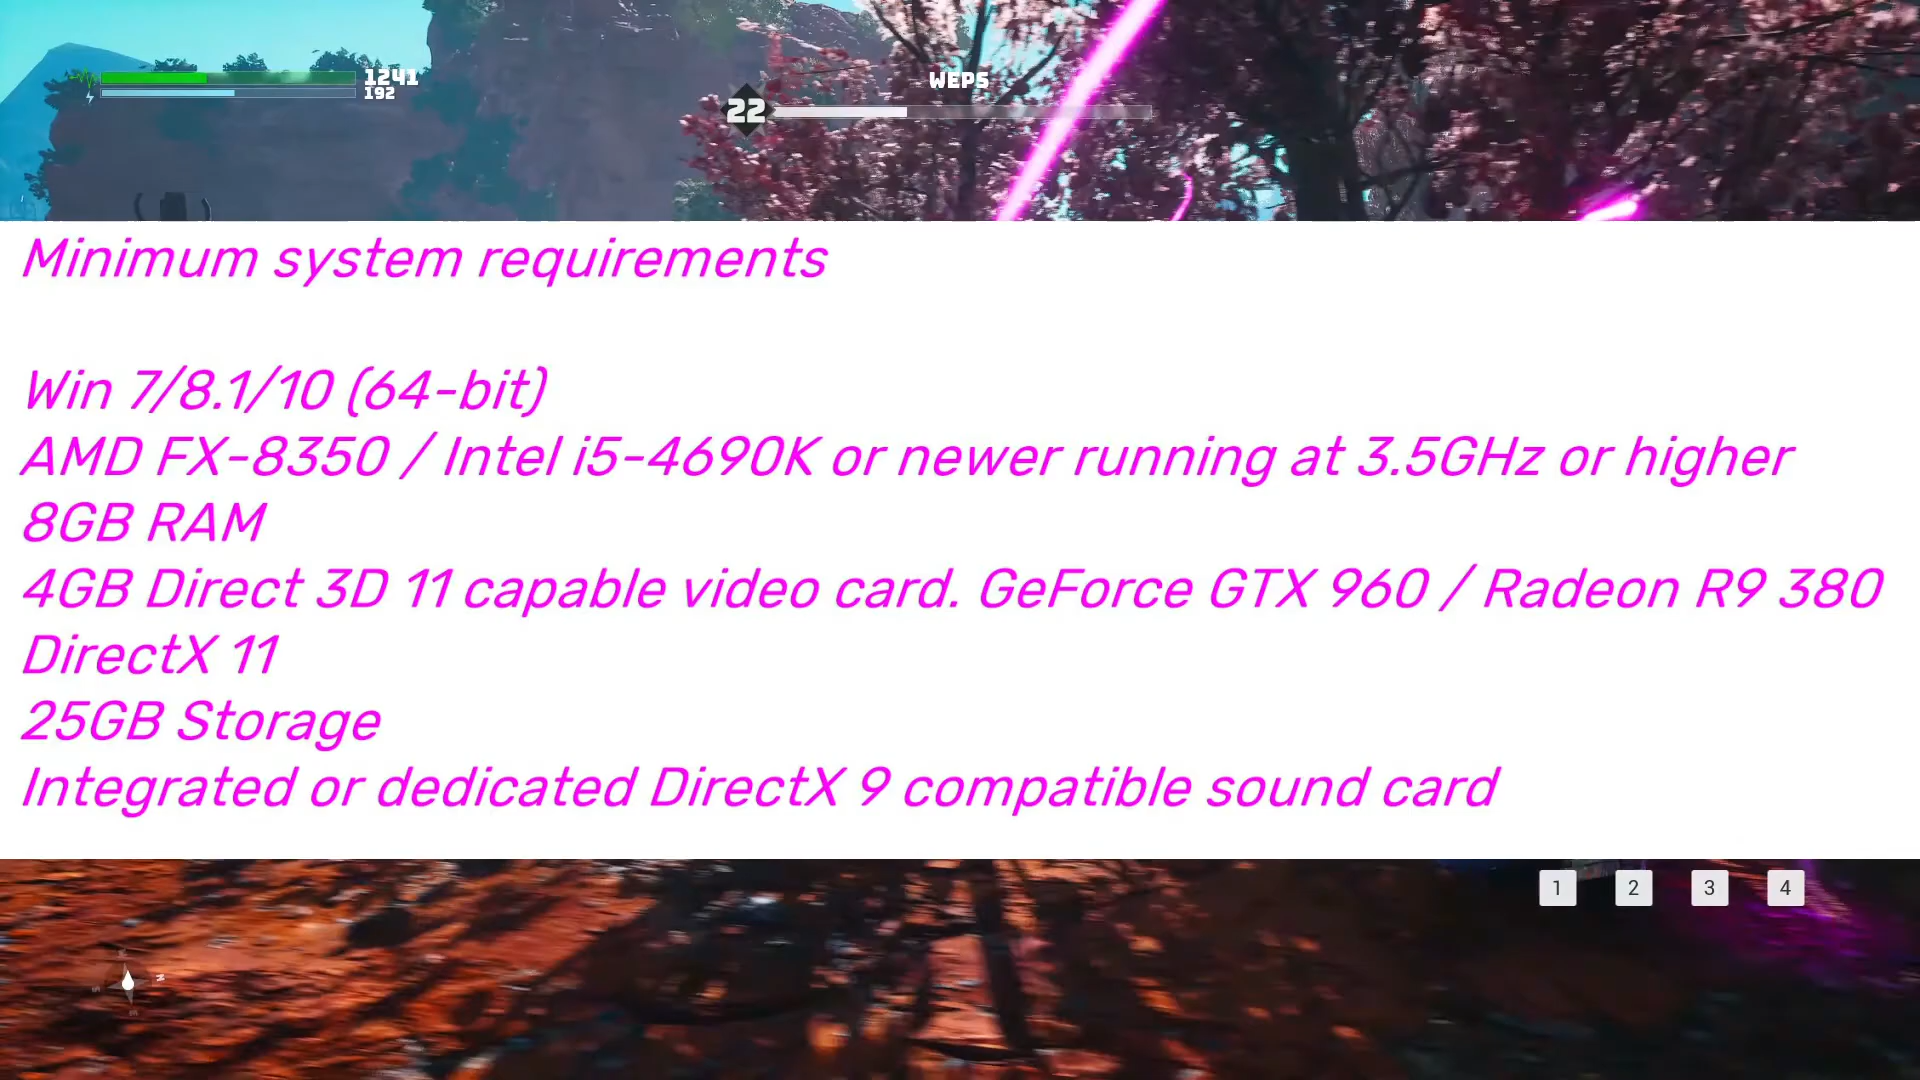 1241
192
WEPS
22
Minimum system requirements
Win 7/8.1/10 (64-bit)
AMD FX-8350 / Intel i5-4690K or newer running at 3.5GHz or higher
8GB RAM
4GB Direct 3D 11 capable video card. GeForce GTX 960 / Radeon R9 380
DirectX 11
25GB Storage
Integrated or dedicated DirectX 9 compatible sound card
1 2 3 4
N